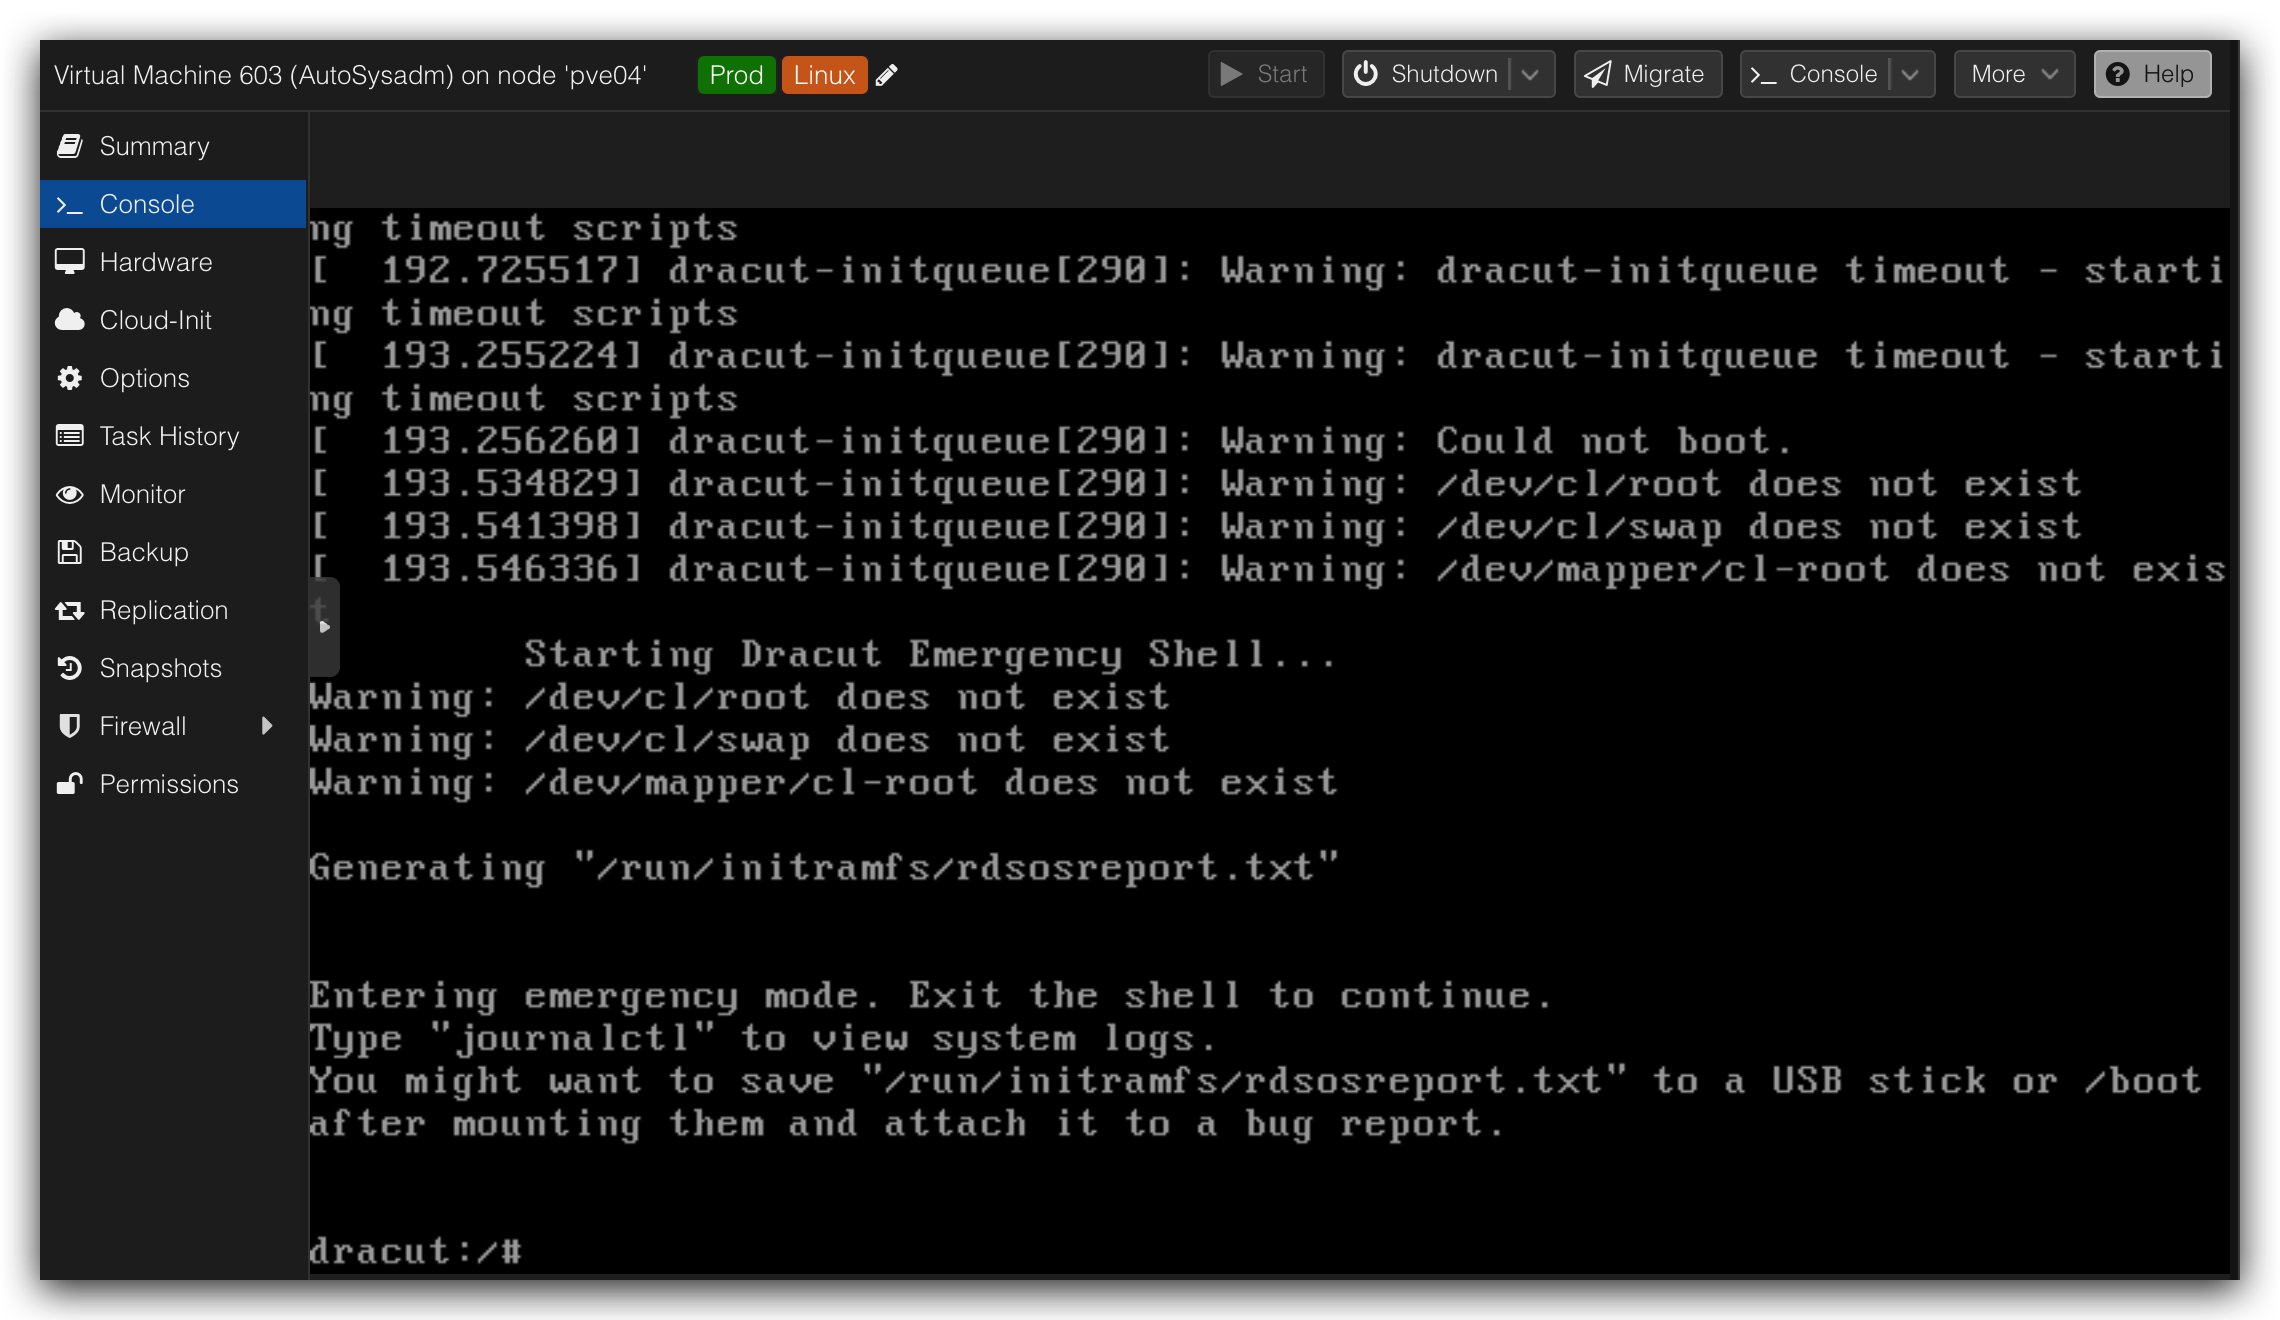 Virtual Machine 603 (AutoSysadm) on node 'pve04' Prod Linux Start Shutdown Migrate >_ Console More Help
Summary
>_ Console
Hardware
Cloud-Init
Options
Task History
Monitor
Backup
Replication
Snapshots
Firewall
Permissions
ng timeout scripts
[  192.725517] dracut-initqueue[290]: Warning: dracut-initqueue timeout - starti
ng timeout scripts
[  193.255224] dracut-initqueue[290]: Warning: dracut-initqueue timeout - starti
ng timeout scripts
[  193.256260] dracut-initqueue[290]: Warning: Could not boot.
[  193.534829] dracut-initqueue[290]: Warning: /dev/cl/root does not exist
[  193.541398] dracut-initqueue[290]: Warning: /dev/cl/swap does not exist
[  193.546336] dracut-initqueue[290]: Warning: /dev/mapper/cl-root does not exis
t
Starting Dracut Emergency Shell...
Warning: /dev/cl/root does not exist
Warning: /dev/cl/swap does not exist
Warning: /dev/mapper/cl-root does not exist
Generating "/run/initramfs/rdsosreport.txt"
Entering emergency mode. Exit the shell to continue.
Type "journalctl" to view system logs.
You might want to save "/run/initramfs/rdsosreport.txt" to a USB stick or /boot
after mounting them and attach it to a bug report.
dracut:/#